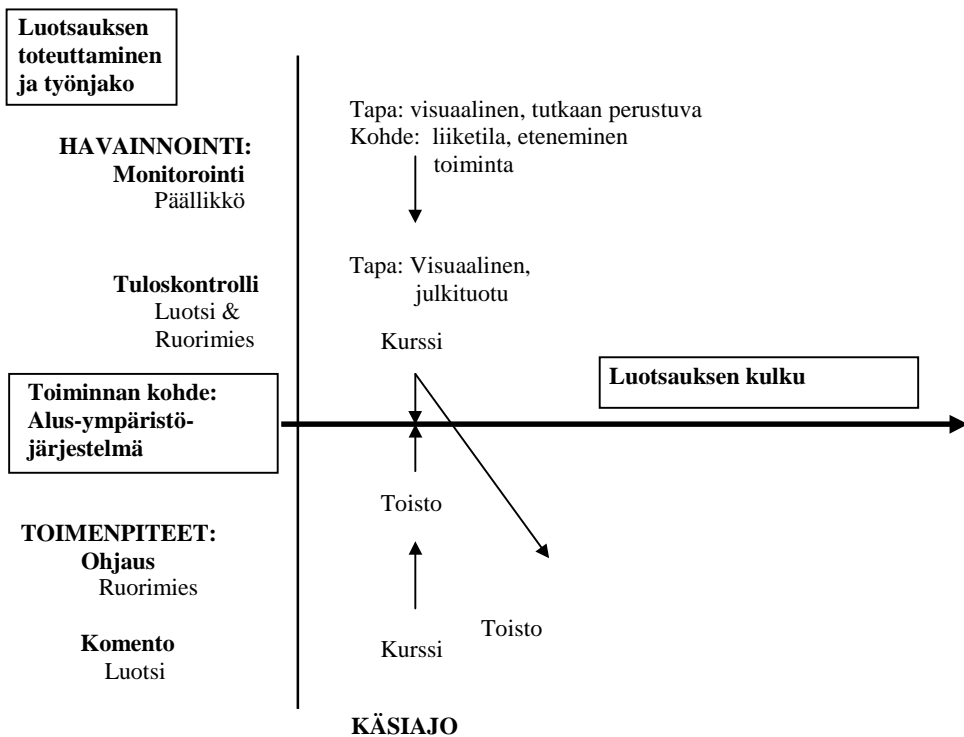 Luotsauksen
toteuttaminen
ja työnjako
Tapa: visuaalinen, tutkaan perustuva
Kohde: liiketila, eteneminen
toiminta
HAVAINNOINTI:
Monitorointi
Päällikkö
Tapa: Visuaalinen,
julkituotu
Tuloskontrolli
Luotsi &
Ruorimies
Kurssi
Luotsauksen kulku
Toiminnan kohde:
Alus-ympäristö-
järjestelmä
Toisto
TOIMENPITEET:
Ohjaus
Ruorimies
Toisto
Komento
Luotsi
Kurssi
KÄSIAJO